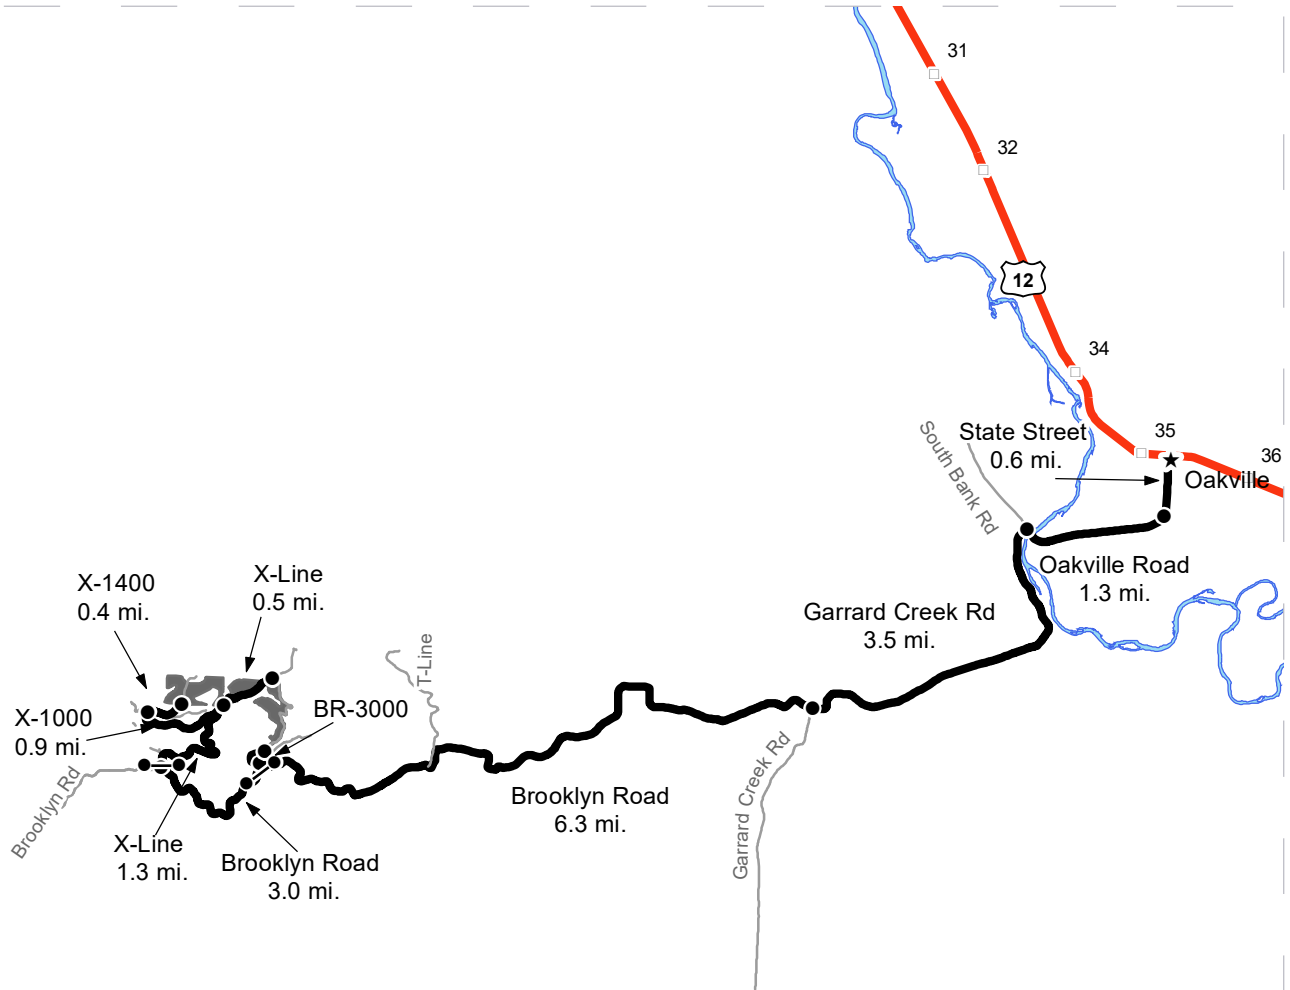 31
32
12
34
35
36
State Street
0.6 mi.
Oakville
South Bank Rd
Oakville Road
1.3 mi.
Garrard Creek Rd
3.5 mi.
X-Line
0.5 mi.
X-1400
0.4 mi.
T-Line
BR-3000
X-1000
0.9 mi.
Brooklyn Rd
Garrard Creek Rd
Brooklyn Road
6.3 mi.
X-Line
1.3 mi.
Brooklyn Road
3.0 mi.